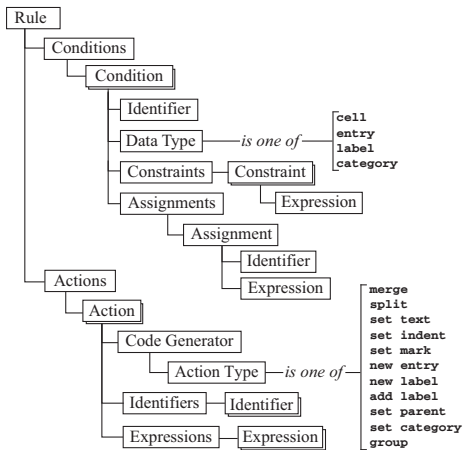 Rule
Conditions
Condition
Identifier
Data Type
is one of
cell
entry
label
category
Constraints
Constraint
Expression
Assignments
Assignment
Identifier
Expression
Actions
Action
Code Generator
Action Type
is one of
merge
split
set text
set indent
set mark
new entry
new label
add label
set parent
set category
group
Identifiers
Identifier
Expressions
Expression